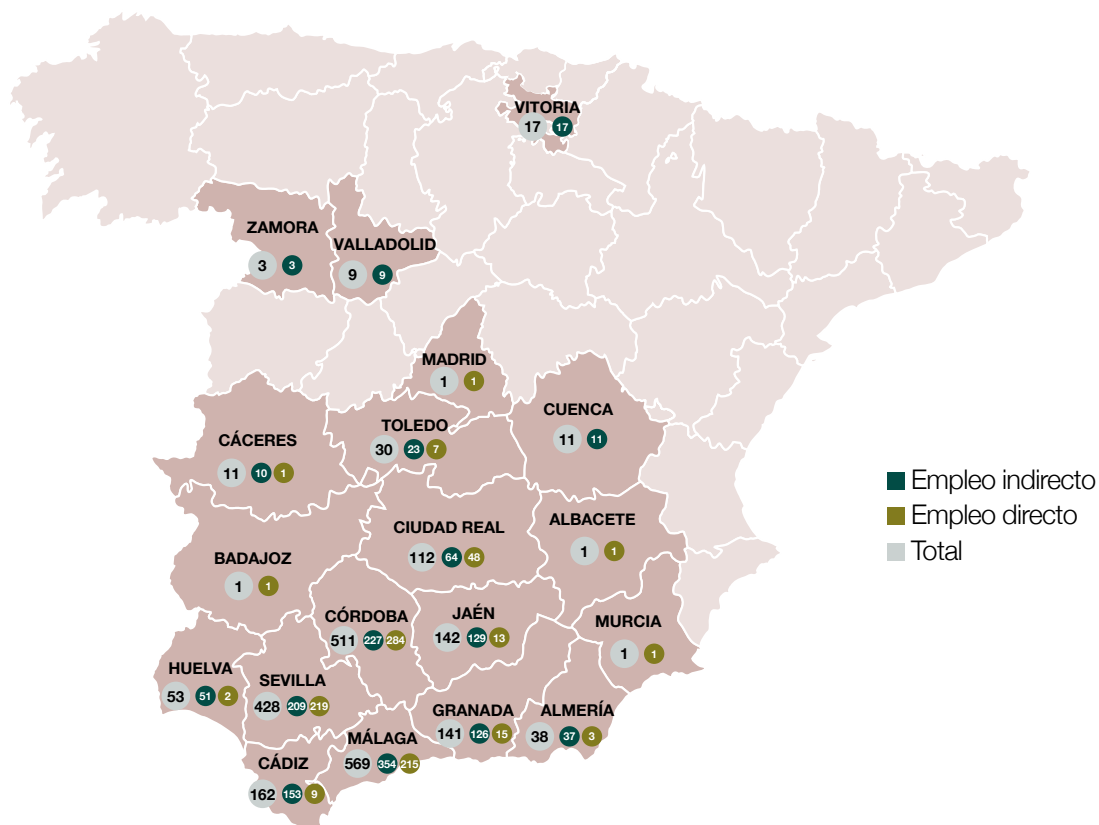 VITORIA
17 17
ZAMORA
3 3
VALLADOLID
9 9
MADRID
1 1
TOLEDO
30 23 7
CUENCA
11 11
CÁCERES
11 10 1
CIUDAD REAL
112 64 48
ALBACETE
1 1
BADAJOZ
1 1
CÓRDOBA
511 227 284
JAÉN
142 129 13
MURCIA
1 1
HUELVA
53 51 2
SEVILLA
428 209 219
GRANADA
141 126 15
ALMERÍA
38 37 3
MÁLAGA
569 354 215
CÁDIZ
162 153 9
Empleo indirecto
Empleo directo
Total